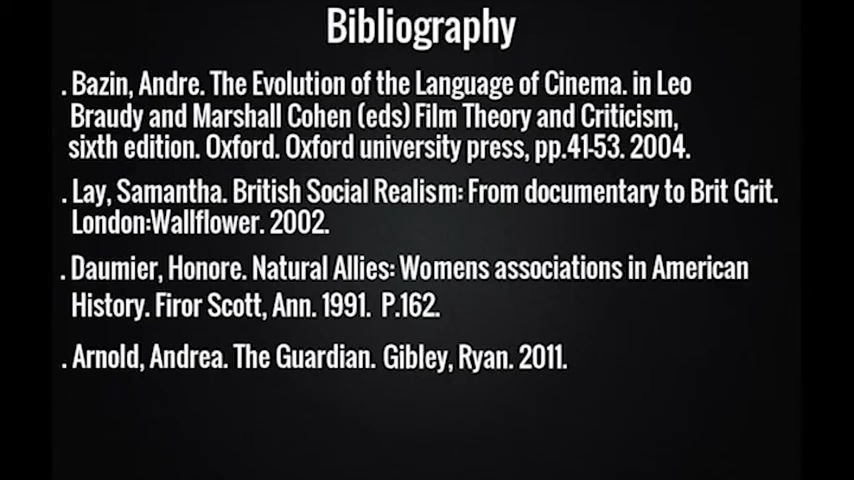 Bibliography
. Bazin, Andre. The Evolution of the Language of Cinema. in Leo
Braudy and Marshall Cohen (eds) Film Theory and Criticism,
sixth edition. Oxford. Oxford university press, pp.41-53. 2004.
. Lay, Samantha. British Social Realism: From documentary to Brit Grit.
London:Wallflower. 2002.
. Daumier, Honore. Natural Allies: Womens associations in American
History. Firor Scott, Ann. 1991. P.162.
. Arnold, Andrea. The Guardian. Gibley, Ryan. 2011.